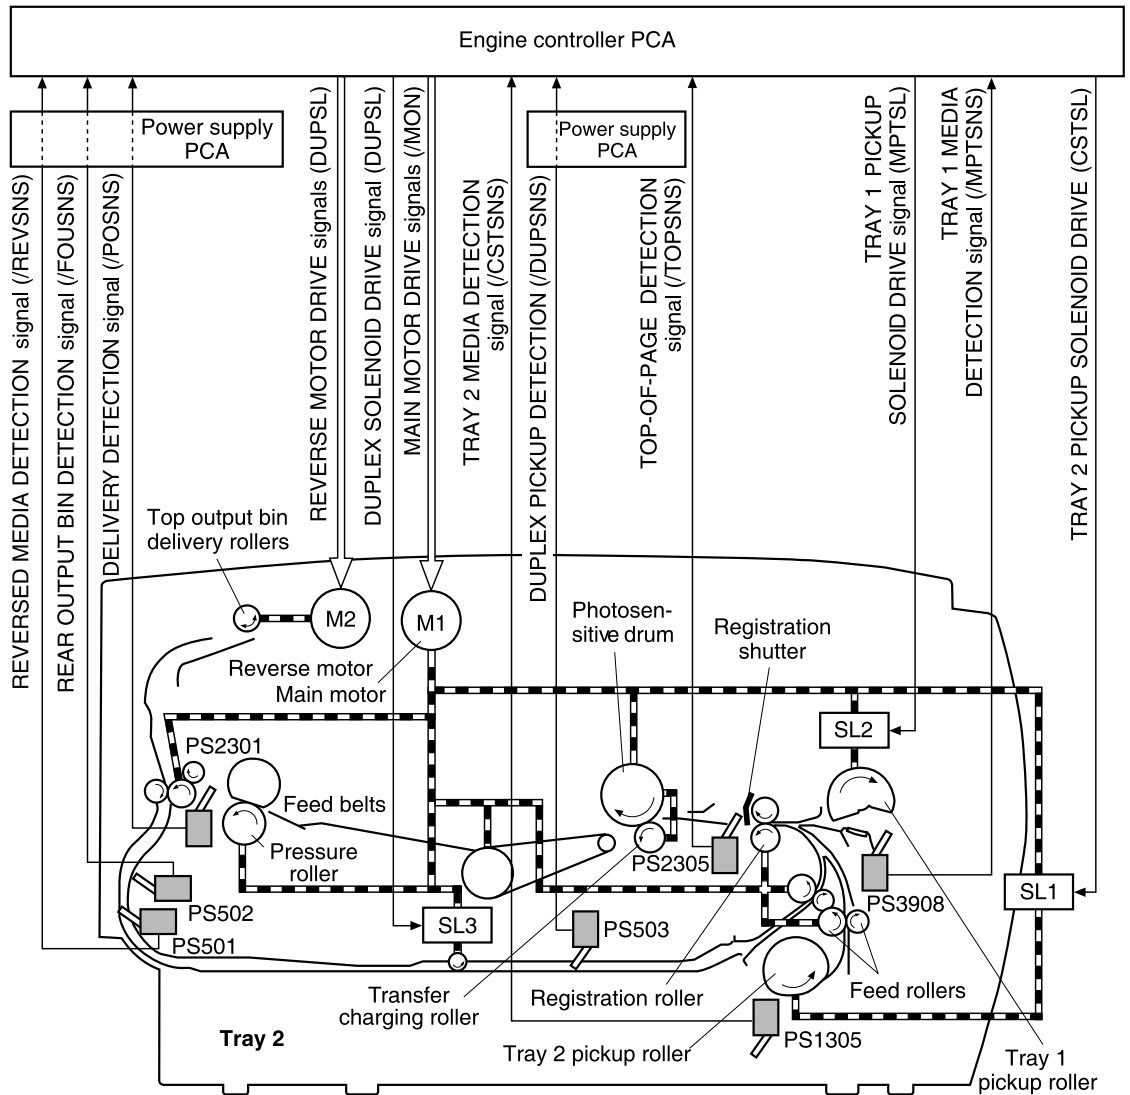 Engine controller PCA
Power supply
PCA
Power supply
PCA
REVERSED MEDIA DETECTION signal (/REVSNS)
REAR OUTPUT BIN DETECTION signal (/FOUSNS)
DELIVERY DETECTION signal (/POSNS)
REVERSE MOTOR DRIVE signals (DUPSL)
DUPLEX SOLENOID DRIVE signal (DUPSL)
MAIN MOTOR DRIVE signals (/MON)
TRAY 2 MEDIA DETECTION
signal (/CSTSNS)
DUPLEX PICKUP DETECTION (/DUPSNS)
TOP-OF-PAGE DETECTION
signal (/TOPSNS)
TRAY 1 PICKUP
SOLENOID DRIVE signal (MPTSL)
TRAY 1 MEDIA
DETECTION signal (/MPTSNS)
TRAY 2 PICKUP SOLENOID DRIVE (CSTSL)
Top output bin
delivery rollers
M2
M1
Reverse motor
Main motor
Photosen-
sitive drum
Registration
shutter
SL2
PS2301
Feed belts
Pressure
roller
PS2305
PS3908
SL1
PS502
PS501
SL3
PS503
Transfer
charging roller
Registration roller
Feed rollers
Tray 2
Tray 2 pickup roller
PS1305
Tray 1
pickup roller